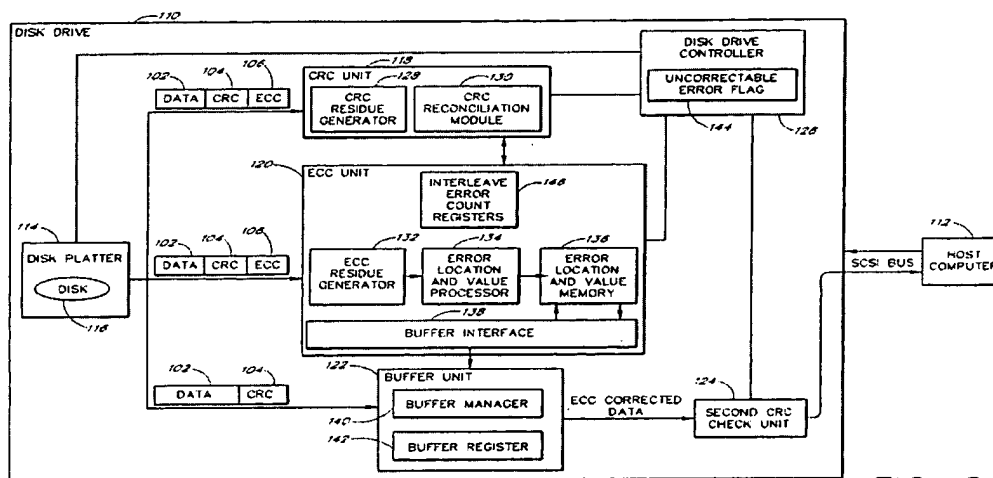 110
DISK DRIVE
DISK DRIVE
CONTROLLER
UNCORRECTABLE
ERROR FLAG
144
126
118
CRC UNIT
128
CRC
RESIDUE
GENERATOR
130
CRC
RECONCILIATION
MODULE
102
104
106
DATA CRC ECC
120
ECC UNIT
INTERLEAVE
ERROR
COUNT
REGISTERS
146
114
DISK PLATTER
DISK
116
102
104
106
DATA CRC ECC
132
ECC
RESIDUE
GENERATOR
134
ERROR
LOCATION
AND VALUE
PROCESSOR
136
ERROR
LOCATION
AND VALUE
MEMORY
138
BUFFER INTERFACE
112
HOST
COMPUTER
SCSI BUS
102
104
DATA CRC
122
BUFFER UNIT
BUFFER MANAGER
140
BUFFER REGISTER
142
ECC CORRECTED
DATA
124
SECOND CRC
CHECK UNIT